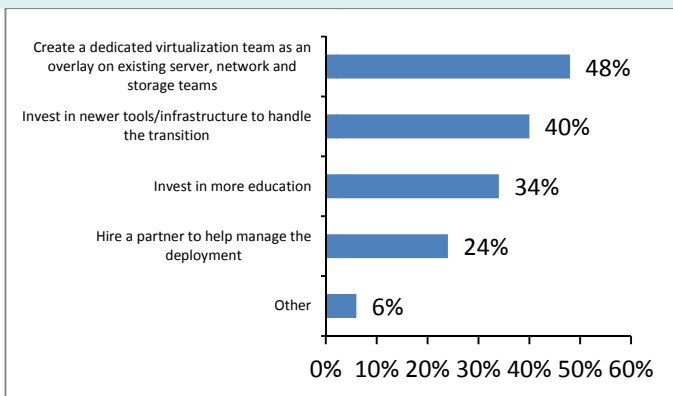 Create a dedicated virtualization team as an
overlay on existing server, network and
storage teams
48%
Invest in newer tools/infrastructure to handle
the transition
40%
Invest in more education
34%
Hire a partner to help manage the
deployment
24%
Other
6%
0% 10% 20% 30% 40% 50% 60%